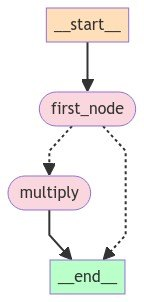 __start__
first_node
multiply
__end__